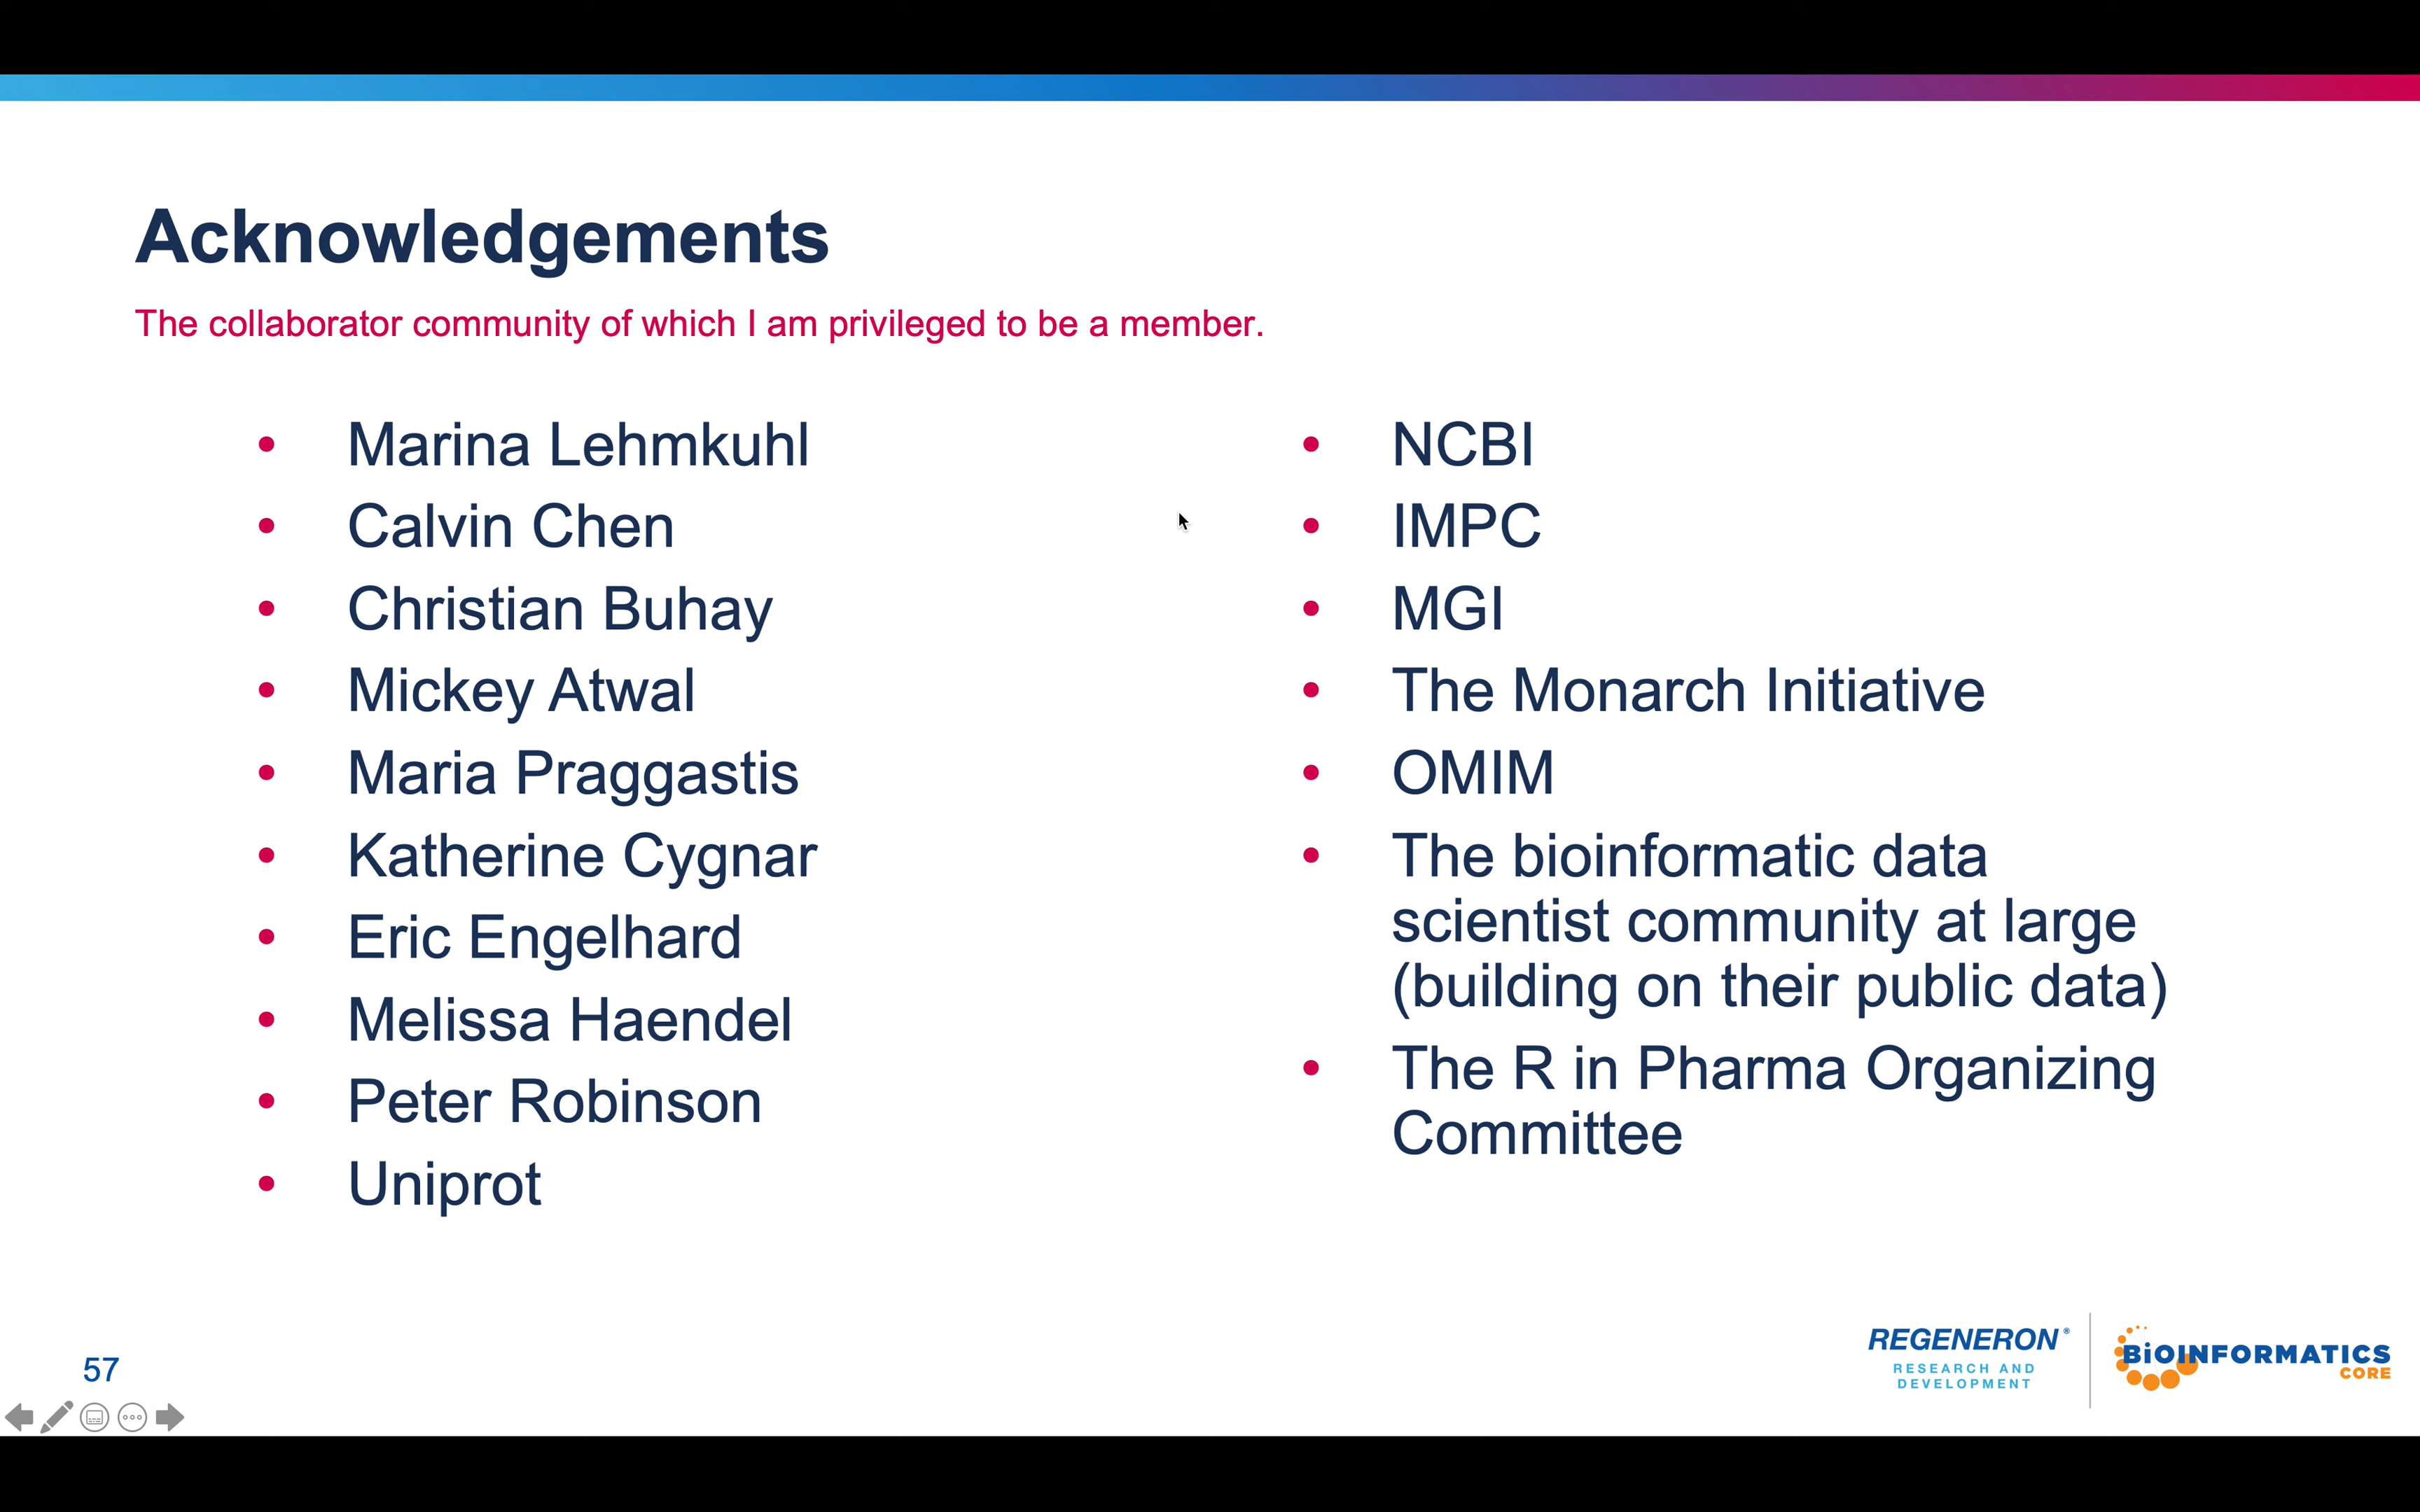 Acknowledgements
The collaborator community of which I am privileged to be a member.
• Marina Lehmkuhl
• Calvin Chen
• Christian Buhay
• Mickey Atwal
• Maria Praggastis
• Katherine Cygnar
• Eric Engelhard
• Melissa Haendel
• Peter Robinson
• Uniprot
• NCBI
• IMPC
• MGI
• The Monarch Initiative
• OMIM
• The bioinformatic data
scientist community at large
(building on their public data)
• The R in Pharma Organizing
Committee
57
REGENERON®
RESEARCH AND
DEVELOPMENT
BiOINFORMATICS
CORE